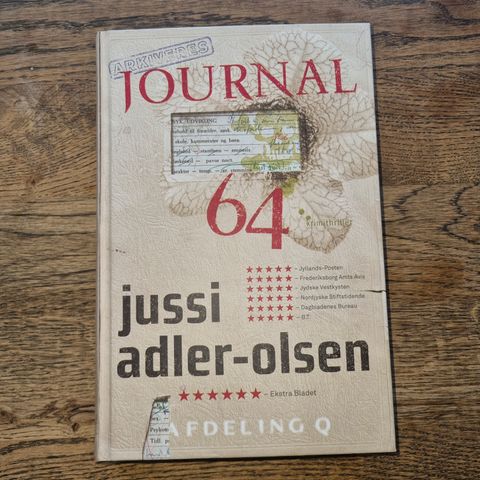 ARKIVERES
JOURNAL
64
krimithriller
★★★★★ – Jyllands-Posten
★★★★★ – Frederiksborg Amts Avis
★★★★★ – Jydske Vestkysten
★★★★★ – Nordjyske Stiftstidende
★★★★★ – Dagbladenes Bureau
★★★★★ – BT
jussi
adler-olsen
★★★★★★ – Ekstra Bladet
AFDELING Q